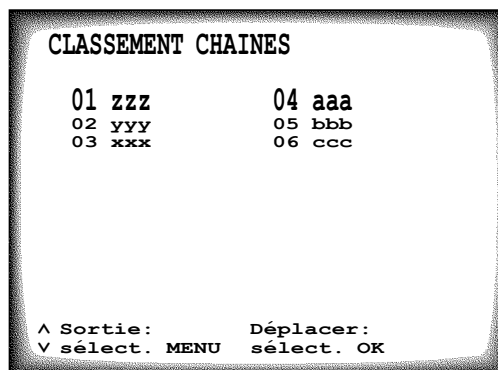 CLASSEMENT CHAINES
01 zzz 04 aaa
02 yyy 05 bbb
03 xxx 06 ccc
∧ Sortie: Déplacer:
∨ sélect. MENU sélect. OK